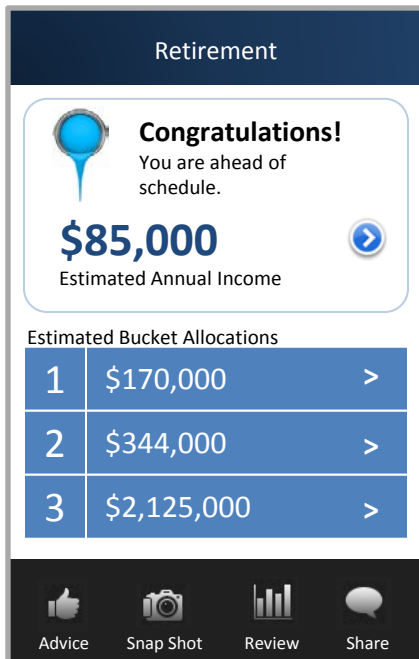 Retirement
Congratulations!
You are ahead of
schedule.
$85,000
Estimated Annual Income
Estimated Bucket Allocations
1 $170,000 >
2 $344,000 >
3 $2,125,000 >
Advice Snap Shot Review Share